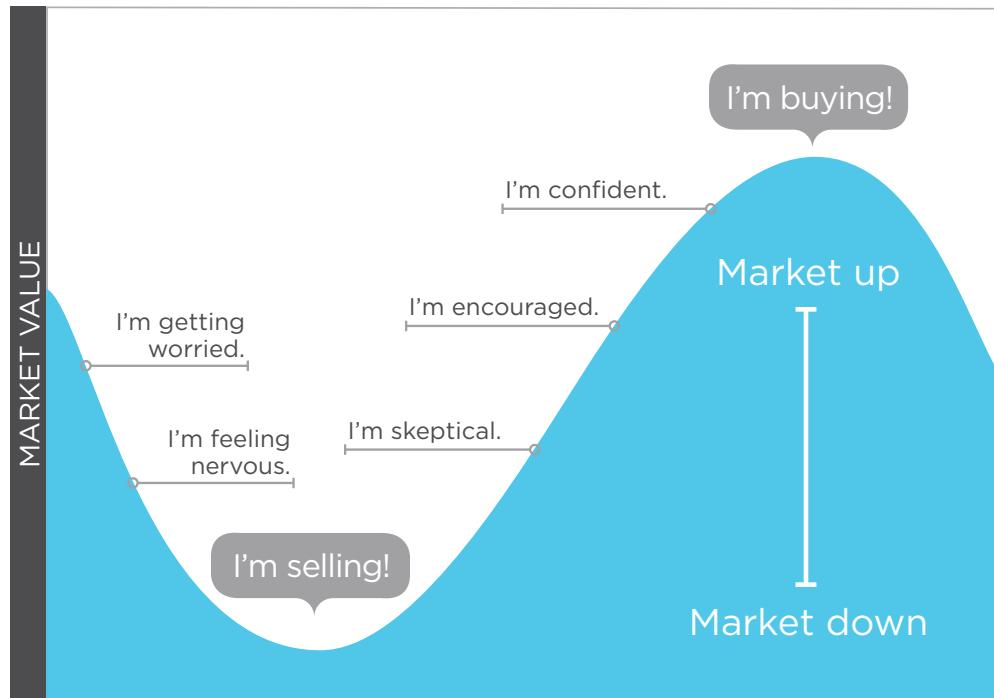 MARKET VALUE
I'm buying!
I'm confident.
Market up
I'm encouraged.
I'm getting
worried.
I'm skeptical.
I'm feeling
nervous.
I'm selling!
Market down